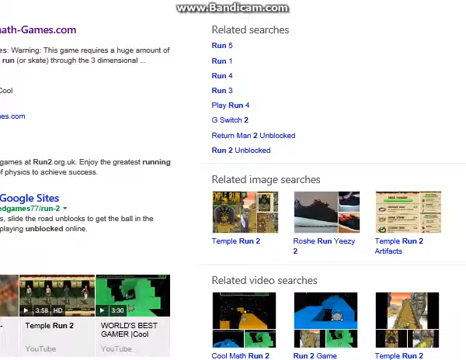 www.Bandicam.com
math-Games.com
es: Warning: This game requires a huge amount of
run (or skate) through the 3 dimensional ...
Cool
es.com
games at Run2.org.uk. Enjoy the greatest running
of physics to achieve success.
Google Sites
edgames77/run-2
s, slide the road unblocks to get the ball in the
playing unblocked online.
3:58 HD
3:30
Temple Run 2
YouTube
WORLD'S BEST
GAMER |Cool
YouTube
Related searches
Run 5
Run 1
Run 4
Run 3
Play Run 4
G Switch 2
Return Man 2 Unblocked
Run 2 Unblocked
Related image searches
Temple Run 2
Roshe Run Yeezy
2
Temple Run 2
Artifacts
Related video searches
Cool Math Run 2
Run 2 Game
Temple Run 2